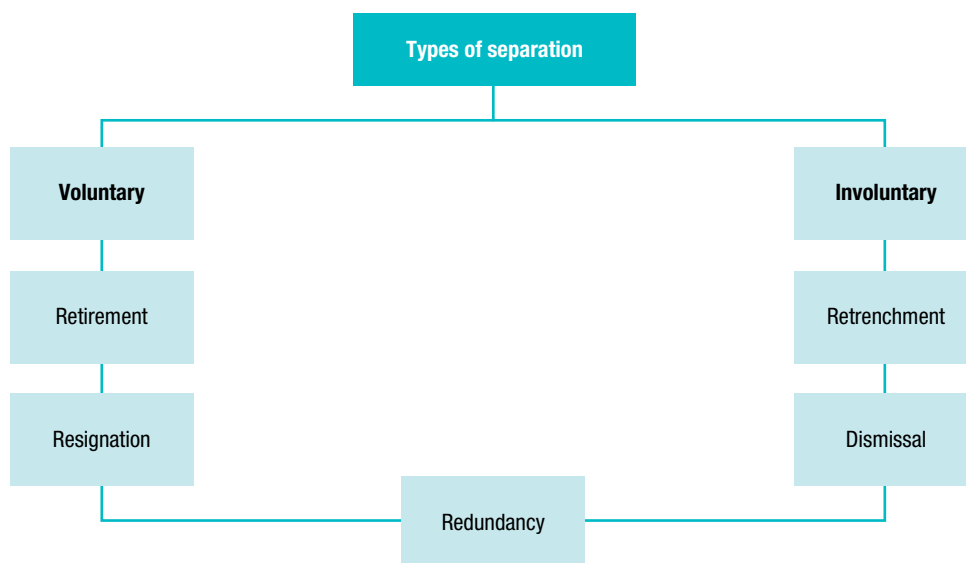 Types of separation
Voluntary
Involuntary
Retirement
Retrenchment
Resignation
Dismissal
Redundancy